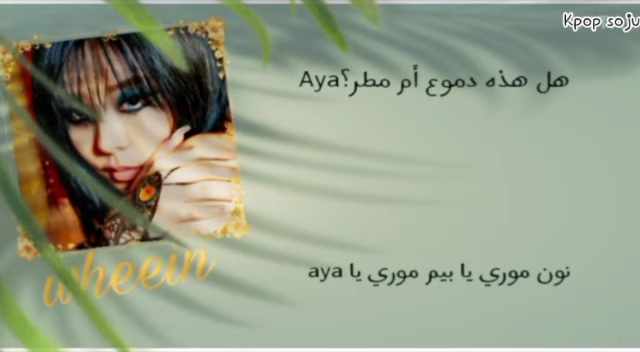 Kpop soju
هل هذه دموع أم مطر؟Aya
wheein
نون موري يا بيم موري يا aya